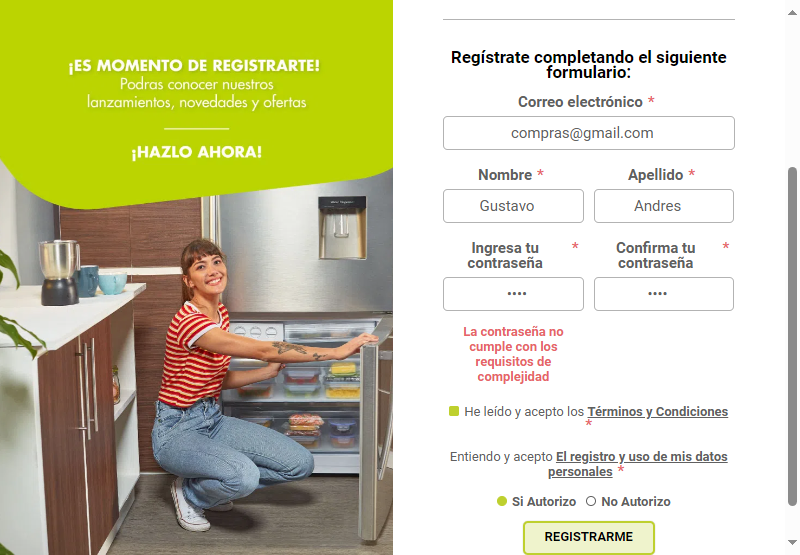 ¡ES MOMENTO DE REGISTRARTE!
Podras conocer nuestros
lanzamientos, novedades y ofertas
¡HAZLO AHORA!
Regístrate completando el siguiente
formulario:
Correo electrónico *
compras@gmail.com
Nombre *
Apellido *
Gustavo
Andres
Ingresa tu *
contraseña
Confirma tu *
contraseña
••••
••••
La contraseña no
cumple con los
requisitos de
complejidad
He leído y acepto los Términos y Condiciones
*
Entiendo y acepto El registro y uso de mis datos
personales *
Si Autorizo
No Autorizo
REGISTRARME